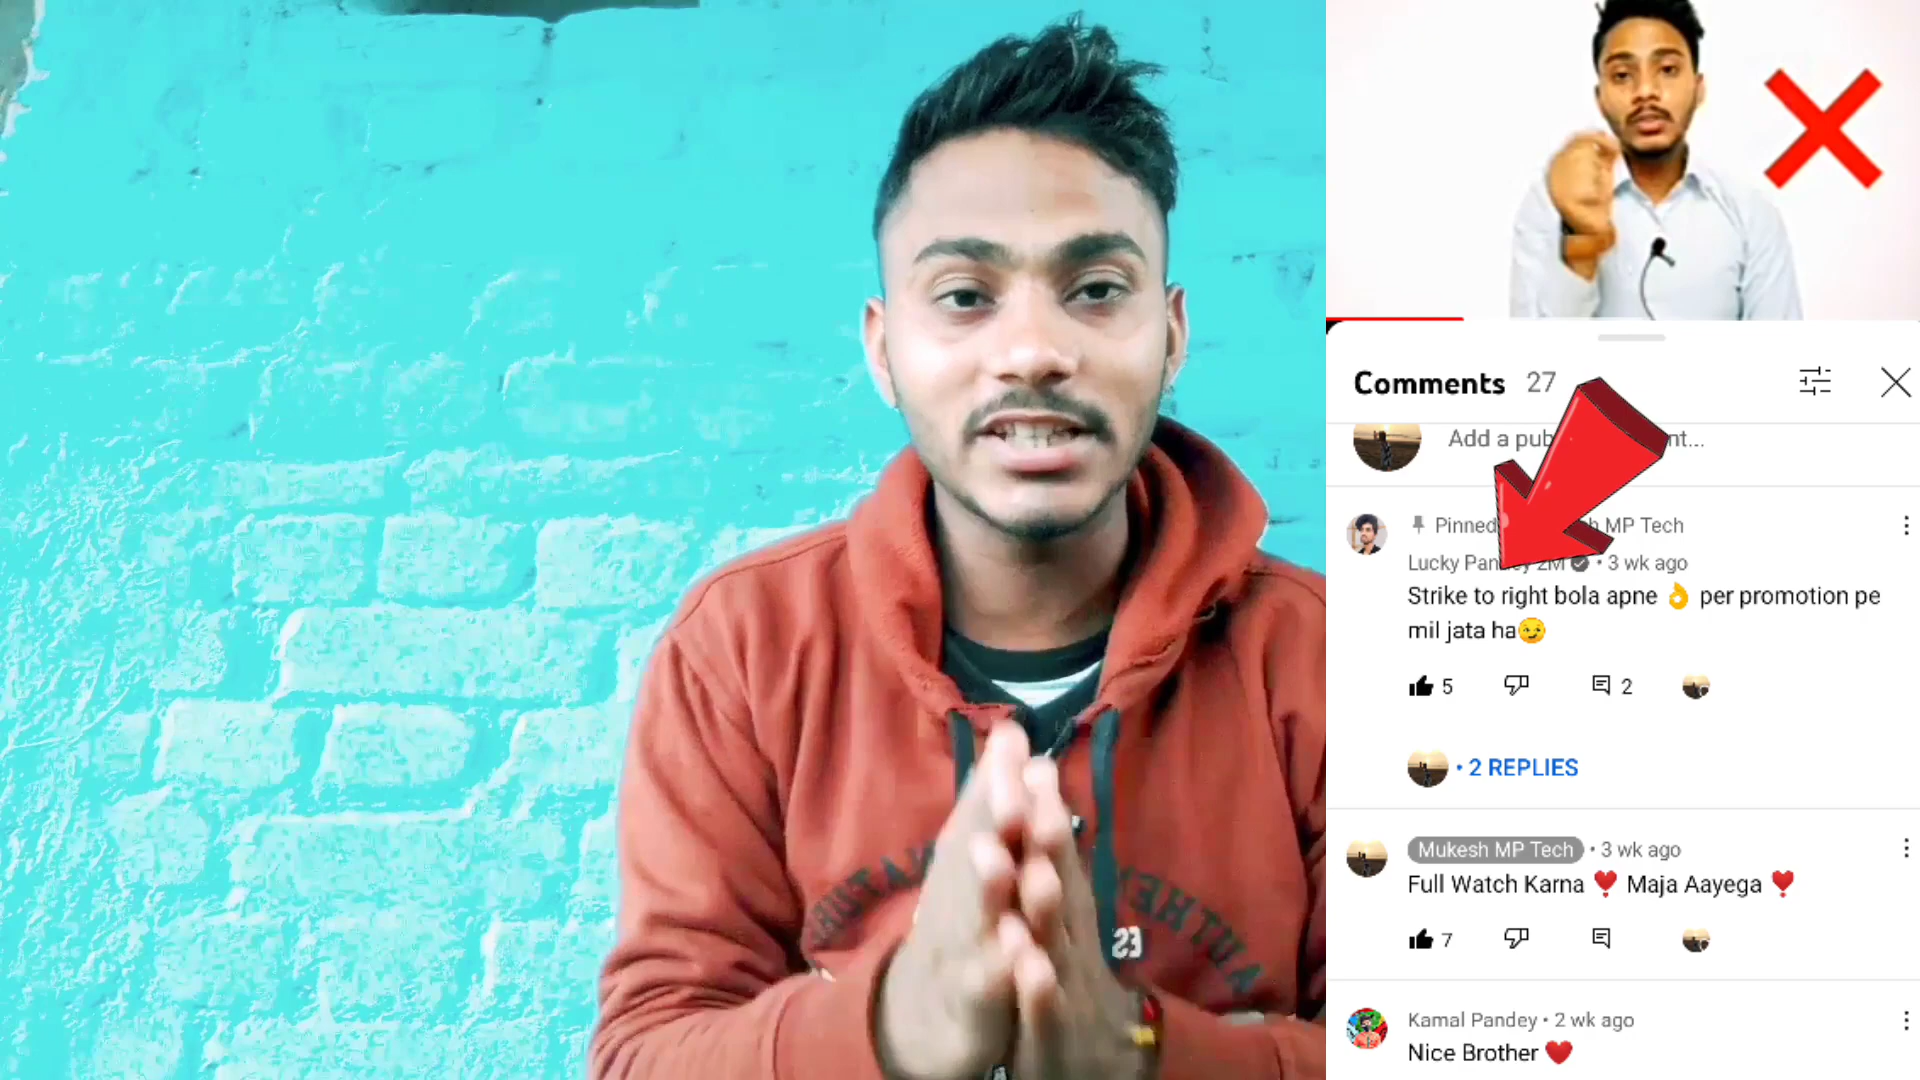 Comments 27
Add a pub nt...
Pinned h MP Tech
Lucky Pandey 2M • 3 wk ago
Strike to right bola apne 👌 per promotion pe
mil jata ha😏
5
2
• 2 REPLIES
Mukesh MP Tech • 3 wk ago
Full Watch Karna ❣️ Maja Aayega ❣️
7
Kamal Pandey • 2 wk ago
Nice Brother ❤️
23